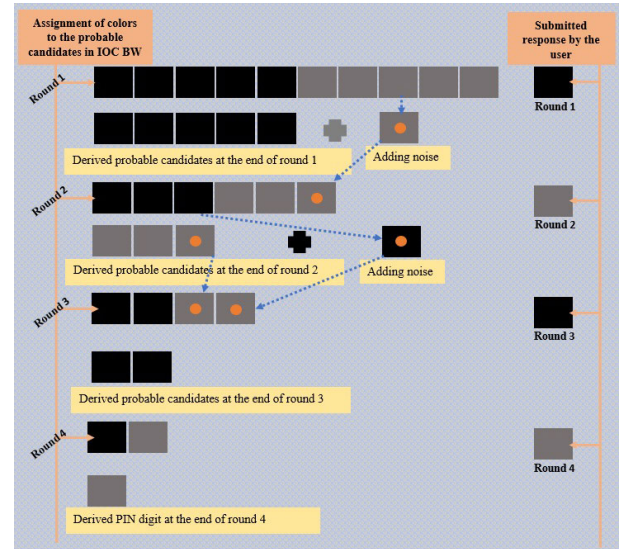 Assignment of colors
to the probable
candidates in IOC BW
Submitted
response by the
user
Round 1
Round 1
Derived probable candidates at the end of round 1
Adding noise
Round 2
Round 2
Derived probable candidates at the end of round 2
Adding noise
Round 3
Round 3
Derived probable candidates at the end of round 3
Round 4
Round 4
Derived PIN digit at the end of round 4